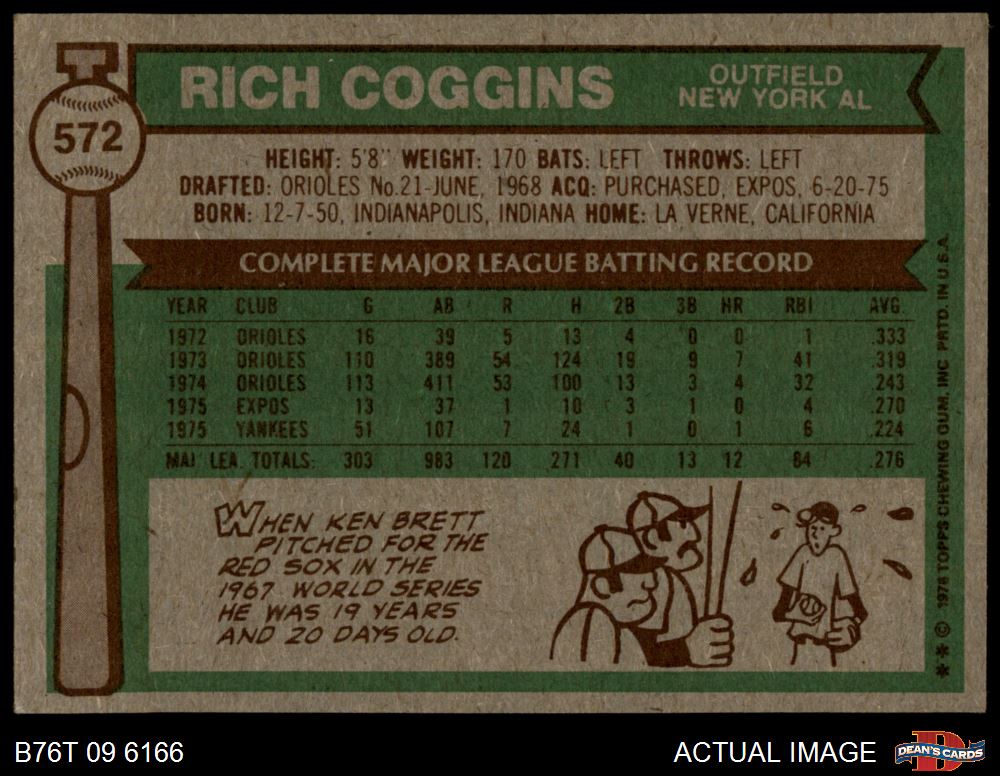 572
RICH COGGINS
OUTFIELD
NEW YORK AL
HEIGHT: 5'8" WEIGHT: 170 BATS: LEFT THROWS: LEFT
DRAFTED: ORIOLES No.21-JUNE, 1968 ACQ: PURCHASED, EXPOS, 6-20-75
BORN: 12-7-50, INDIANAPOLIS, INDIANA HOME: LA VERNE, CALIFORNIA
COMPLETE MAJOR LEAGUE BATTING RECORD
YEAR CLUB G AB R H 2B 3B HR RBI AVG.
1972 ORIOLES 16 39 5 13 4 0 0 1 .333
1973 ORIOLES 110 389 54 124 19 9 7 41 .319
1974 ORIOLES 113 411 53 100 13 3 4 32 .243
1975 EXPOS 13 37 1 10 3 1 0 4 .270
1975 YANKEES 51 107 7 24 1 0 1 6 .224
MAJ. LEA. TOTALS: 303 983 120 271 40 13 12 84 .276
WHEN KEN BRETT
PITCHED FOR THE
RED SOX IN THE
1967 WORLD SERIES
HE WAS 19 YEARS
AND 20 DAYS OLD.
** © 1976 TOPPS CHEWING GUM, INC. PRTD. IN U.S.A.
B76T 09 6166
ACTUAL IMAGE
DEAN'S CARDS